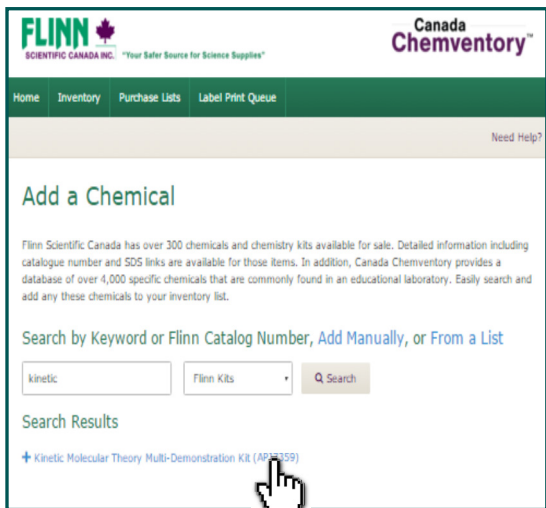 FLINN
SCIENTIFIC CANADA INC.
"Your Safer Source for Science Supplies"
Canada
Chemventory™
Home Inventory Purchase Lists Label Print Queue
Need Help?
Add a Chemical
Flinn Scientific Canada has over 300 chemicals and chemistry kits available for sale. Detailed information including
catalogue number and SDS links are available for those items. In addition, Canada Chemventory provides a
database of over 4,000 specific chemicals that are commonly found in an educational laboratory. Easily search and
add any these chemicals to your inventory list.
Search by Keyword or Flinn Catalog Number, Add Manually, or From a List
kinetic Flinn Kits Search
Search Results
+ Kinetic Molecular Theory Multi-Demonstration Kit